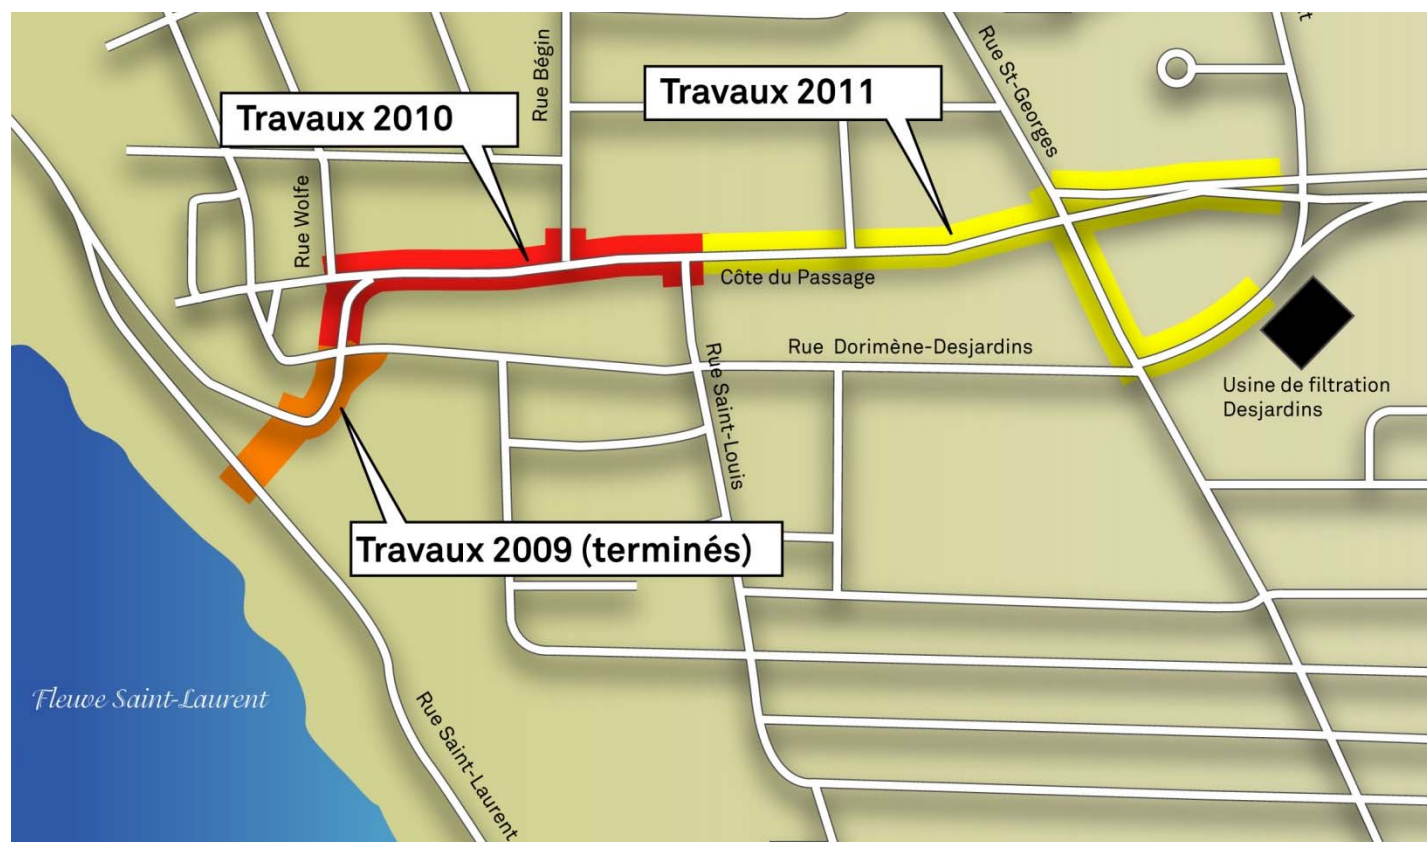 Travaux 2010
Rue Bégin
Travaux 2011
Rue St-Georges
Rue Wolfe
Côte du Passage
Rue Dorimène-Desjardins
Usine de filtration
Desjardins
Rue Saint-Louis
Travaux 2009 (terminés)
Fleuve Saint-Laurent
Rue Saint-Laurent